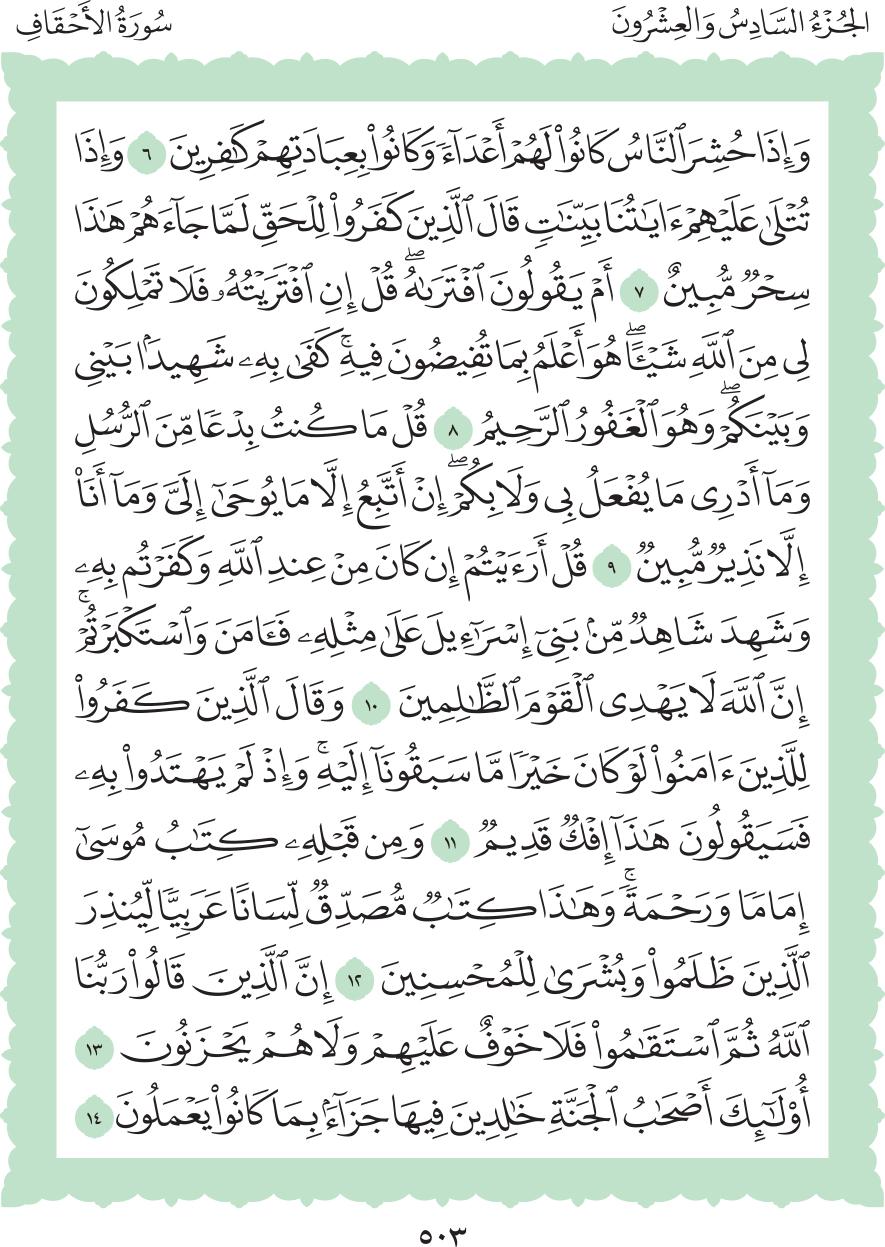 الجُزْءُ السَّادِسُ وَالعِشْرُونَ
سُورَةُ الأَحْقَافِ
وَإِذَا حُشِرَ ٱلنَّاسُ كَانُوا۟ لَهُمْ أَعْدَآءً وَكَانُوا۟ بِعِبَادَتِهِمْ كَـٰفِرِينَ ٦ وَإِذَا
تُتْلَىٰ عَلَيْهِمْ ءَايَـٰتُنَا بَيِّنَـٰتٍ قَالَ ٱلَّذِينَ كَفَرُوا۟ لِلْحَقِّ لَمَّا جَآءَهُمْ هَـٰذَا
سِحْرٌ مُّبِينٌ ٧ أَمْ يَقُولُونَ ٱفْتَرَىٰهُ ۖ قُلْ إِنِ ٱفْتَرَيْتُهُۥ فَلَا تَمْلِكُونَ
لِى مِنَ ٱللَّهِ شَيْـًٔا ۖ هُوَ أَعْلَمُ بِمَا تُفِيضُونَ فِيهِ ۚ كَفَىٰ بِهِۦ شَهِيدًۢا بَيْنِى
وَبَيْنَكُمْ ۖ وَهُوَ ٱلْغَفُورُ ٱلرَّحِيمُ ٨ قُلْ مَا كُنتُ بِدْعًا مِّنَ ٱلرُّسُلِ
وَمَآ أَدْرِى مَا يُفْعَلُ بِى وَلَا بِكُمْ ۖ إِنْ أَتَّبِعُ إِلَّا مَا يُوحَىٰٓ إِلَىَّ وَمَآ أَنَا۠
إِلَّا نَذِيرٌ مُّبِينٌ ٩ قُلْ أَرَءَيْتُمْ إِن كَانَ مِنْ عِندِ ٱللَّهِ وَكَفَرْتُم بِهِۦ
وَشَهِدَ شَاهِدٌ مِّنۢ بَنِىٓ إِسْرَٰٓءِيلَ عَلَىٰ مِثْلِهِۦ فَـَٔامَنَ وَٱسْتَكْبَرْتُمْ ۚ
إِنَّ ٱللَّهَ لَا يَهْدِى ٱلْقَوْمَ ٱلظَّـٰلِمِينَ ١٠ وَقَالَ ٱلَّذِينَ كَفَرُوا۟
لِلَّذِينَ ءَامَنُوا۟ لَوْ كَانَ خَيْرًا مَّا سَبَقُونَآ إِلَيْهِ ۚ وَإِذْ لَمْ يَهْتَدُوا۟ بِهِۦ
فَسَيَقُولُونَ هَـٰذَآ إِفْكٌ قَدِيمٌ ١١ وَمِن قَبْلِهِۦ كِتَـٰبُ مُوسَىٰٓ
إِمَامًا وَرَحْمَةً ۚ وَهَـٰذَا كِتَـٰبٌ مُّصَدِّقٌ لِّسَانًا عَرَبِيًّا لِّيُنذِرَ
ٱلَّذِينَ ظَلَمُوا۟ وَبُشْرَىٰ لِلْمُحْسِنِينَ ١٢ إِنَّ ٱلَّذِينَ قَالُوا۟ رَبُّنَا
ٱللَّهُ ثُمَّ ٱسْتَقَـٰمُوا۟ فَلَا خَوْفٌ عَلَيْهِمْ وَلَا هُمْ يَحْزَنُونَ ١٣
أُو۟لَـٰٓئِكَ أَصْحَـٰبُ ٱلْجَنَّةِ خَـٰلِدِينَ فِيهَا جَزَآءًۢ بِمَا كَانُوا۟ يَعْمَلُونَ ١٤
٥٠٣